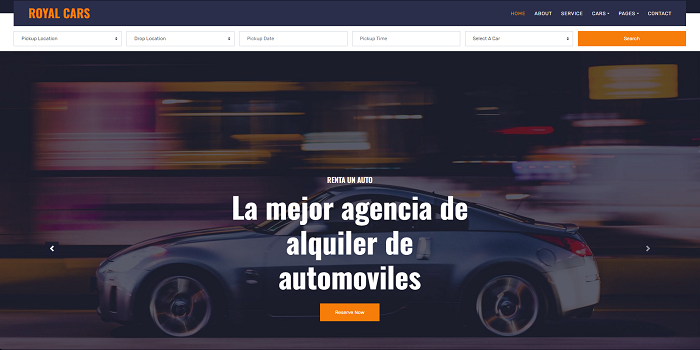 ROYAL CARS
HOME ABOUT SERVICE CARS PAGES CONTACT
Pickup Location Drop Location Pickup Date Pickup Time Select A Car Search
RENTA UN AUTO
La mejor agencia de
alquiler de
automoviles
Reserve Now